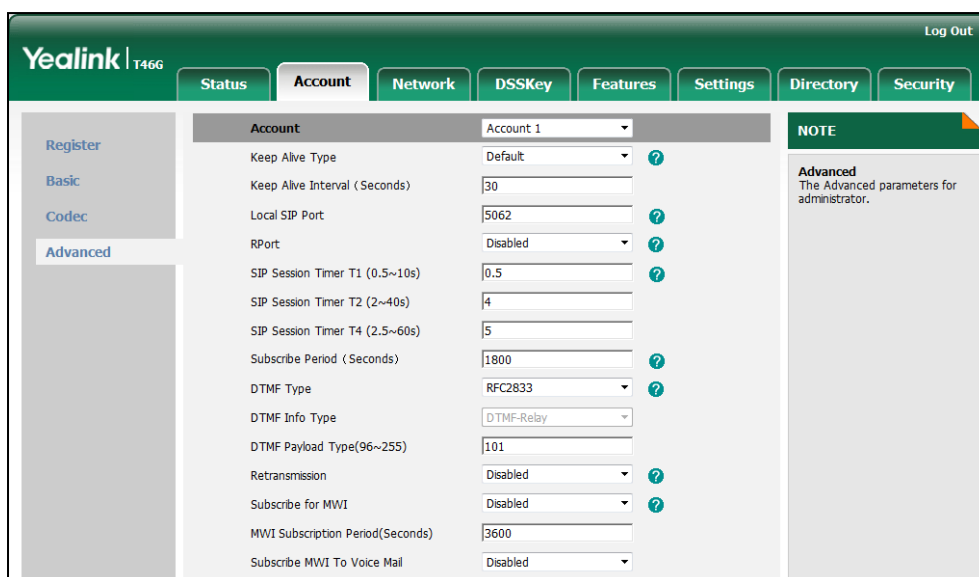 Log Out
Yealink | T46G
Status Account Network DSSKey Features Settings Directory Security
Register
Basic
Codec
Advanced
Account Account 1
Keep Alive Type Default ?
Keep Alive Interval (Seconds) 30
Local SIP Port 5062 ?
RPort Disabled ?
SIP Session Timer T1 (0.5~10s) 0.5 ?
SIP Session Timer T2 (2~40s) 4
SIP Session Timer T4 (2.5~60s) 5
Subscribe Period (Seconds) 1800 ?
DTMF Type RFC2833 ?
DTMF Info Type DTMF-Relay
DTMF Payload Type(96~255) 101
Retransmission Disabled ?
Subscribe for MWI Disabled ?
MWI Subscription Period(Seconds) 3600
Subscribe MWI To Voice Mail Disabled
NOTE
Advanced
The Advanced parameters for
administrator.